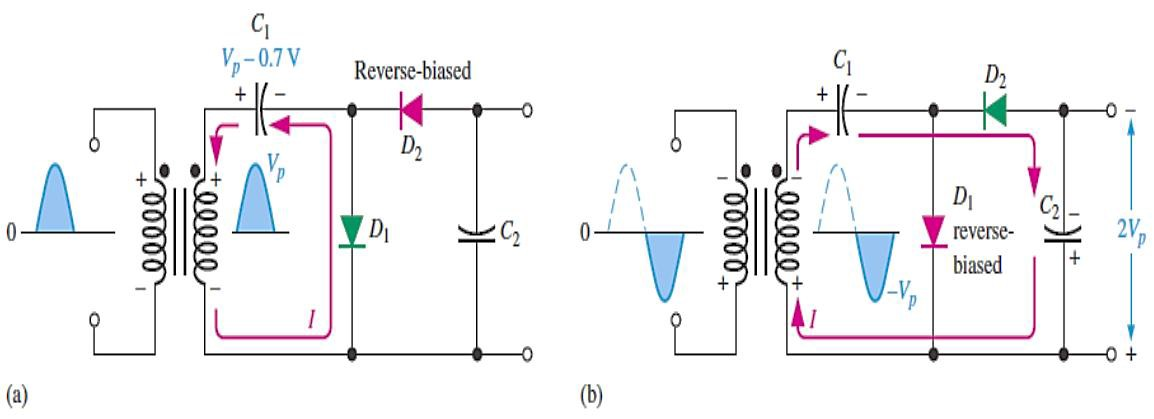 C1
Vp – 0.7 V
+ –
Reverse-biased
D2
+ +
Vp
0
D1
C2
– –
I
(a)
C1
+ –
D2
–
– –
D1
reverse-
biased
C2
–
+
2Vp
0
+ +
–Vp
I
+
(b)